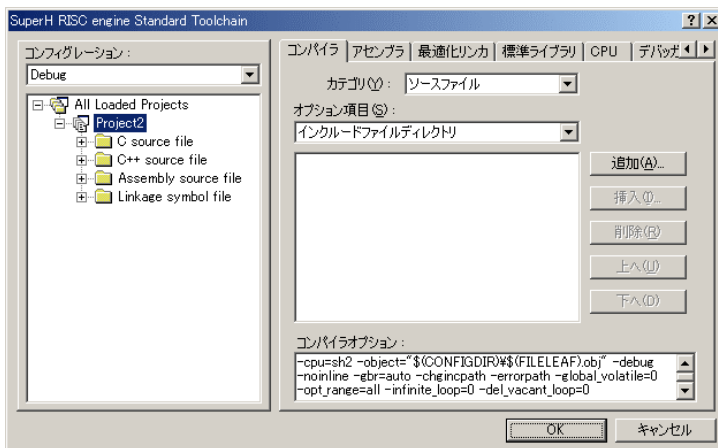 SuperH RISC engine Standard Toolchain
コンフィグレーション :
Debug
All Loaded Projects
Project2
C source file
C++ source file
Assembly source file
Linkage symbol file
コンパイラ アセンブラ 最適化リンカ 標準ライブラリ CPU デバッガ
カテゴリ(Y) : ソースファイル
オプション項目(S) :
インクルードファイルディレクトリ
追加(A)...
挿入(I)...
削除(R)
上へ(U)
下へ(D)
コンパイラオプション :
-cpu=sh2 -object="$(CONFIGDIR)¥$(FILELEAF).obj" -debug
-noinline -gbr=auto -chgincpath -errorpath -global_volatile=0
-opt_range=all -infinite_loop=0 -del_vacant_loop=0
OK キャンセル